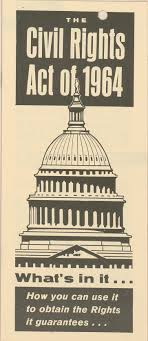 THE
Civil Rights
Act of 1964
What's in it . . .
How you can use it
to obtain the Rights
it guarantees . . .